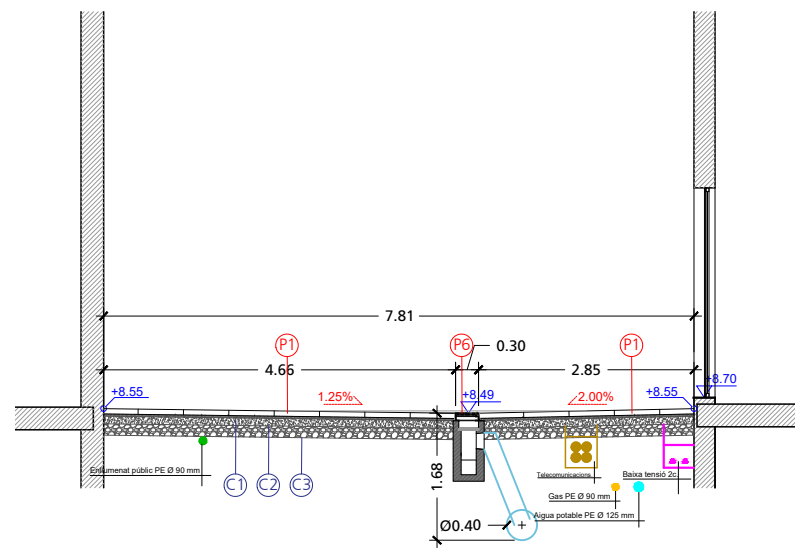 7.81
P1
P6
0.30
P1
4.66
2.85
+8.70
+8.55
1.25%
+8.49
2.00%
+8.55
Enllumenat públic PE Ø 90 mm
C1
C2
C3
1.68
Telecomunicacions
Baixa tensió 2c.
Gas PE Ø 90 mm
Aigua potable PE Ø 125 mm
Ø0.40